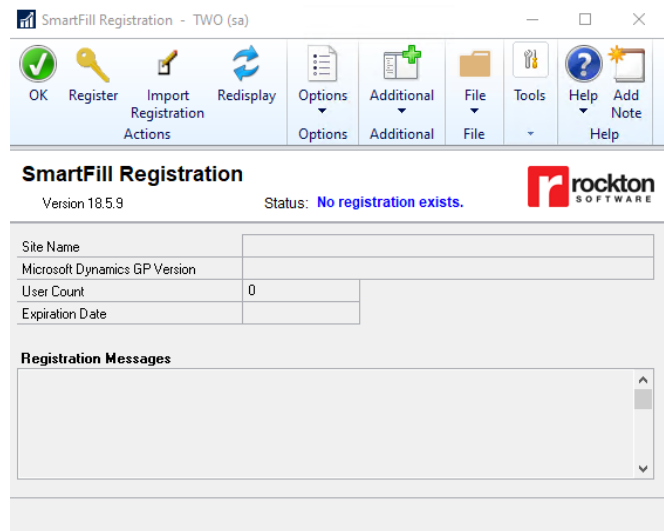 SmartFill Registration - TWO (sa)
OK Register Import Registration Redisplay Options Additional File Tools Help Add Note
Actions Options Additional File Help
SmartFill Registration
rockton
SOFTWARE
Version 18.5.9 Status: No registration exists.
Site Name
Microsoft Dynamics GP Version
User Count 0
Expiration Date
Registration Messages